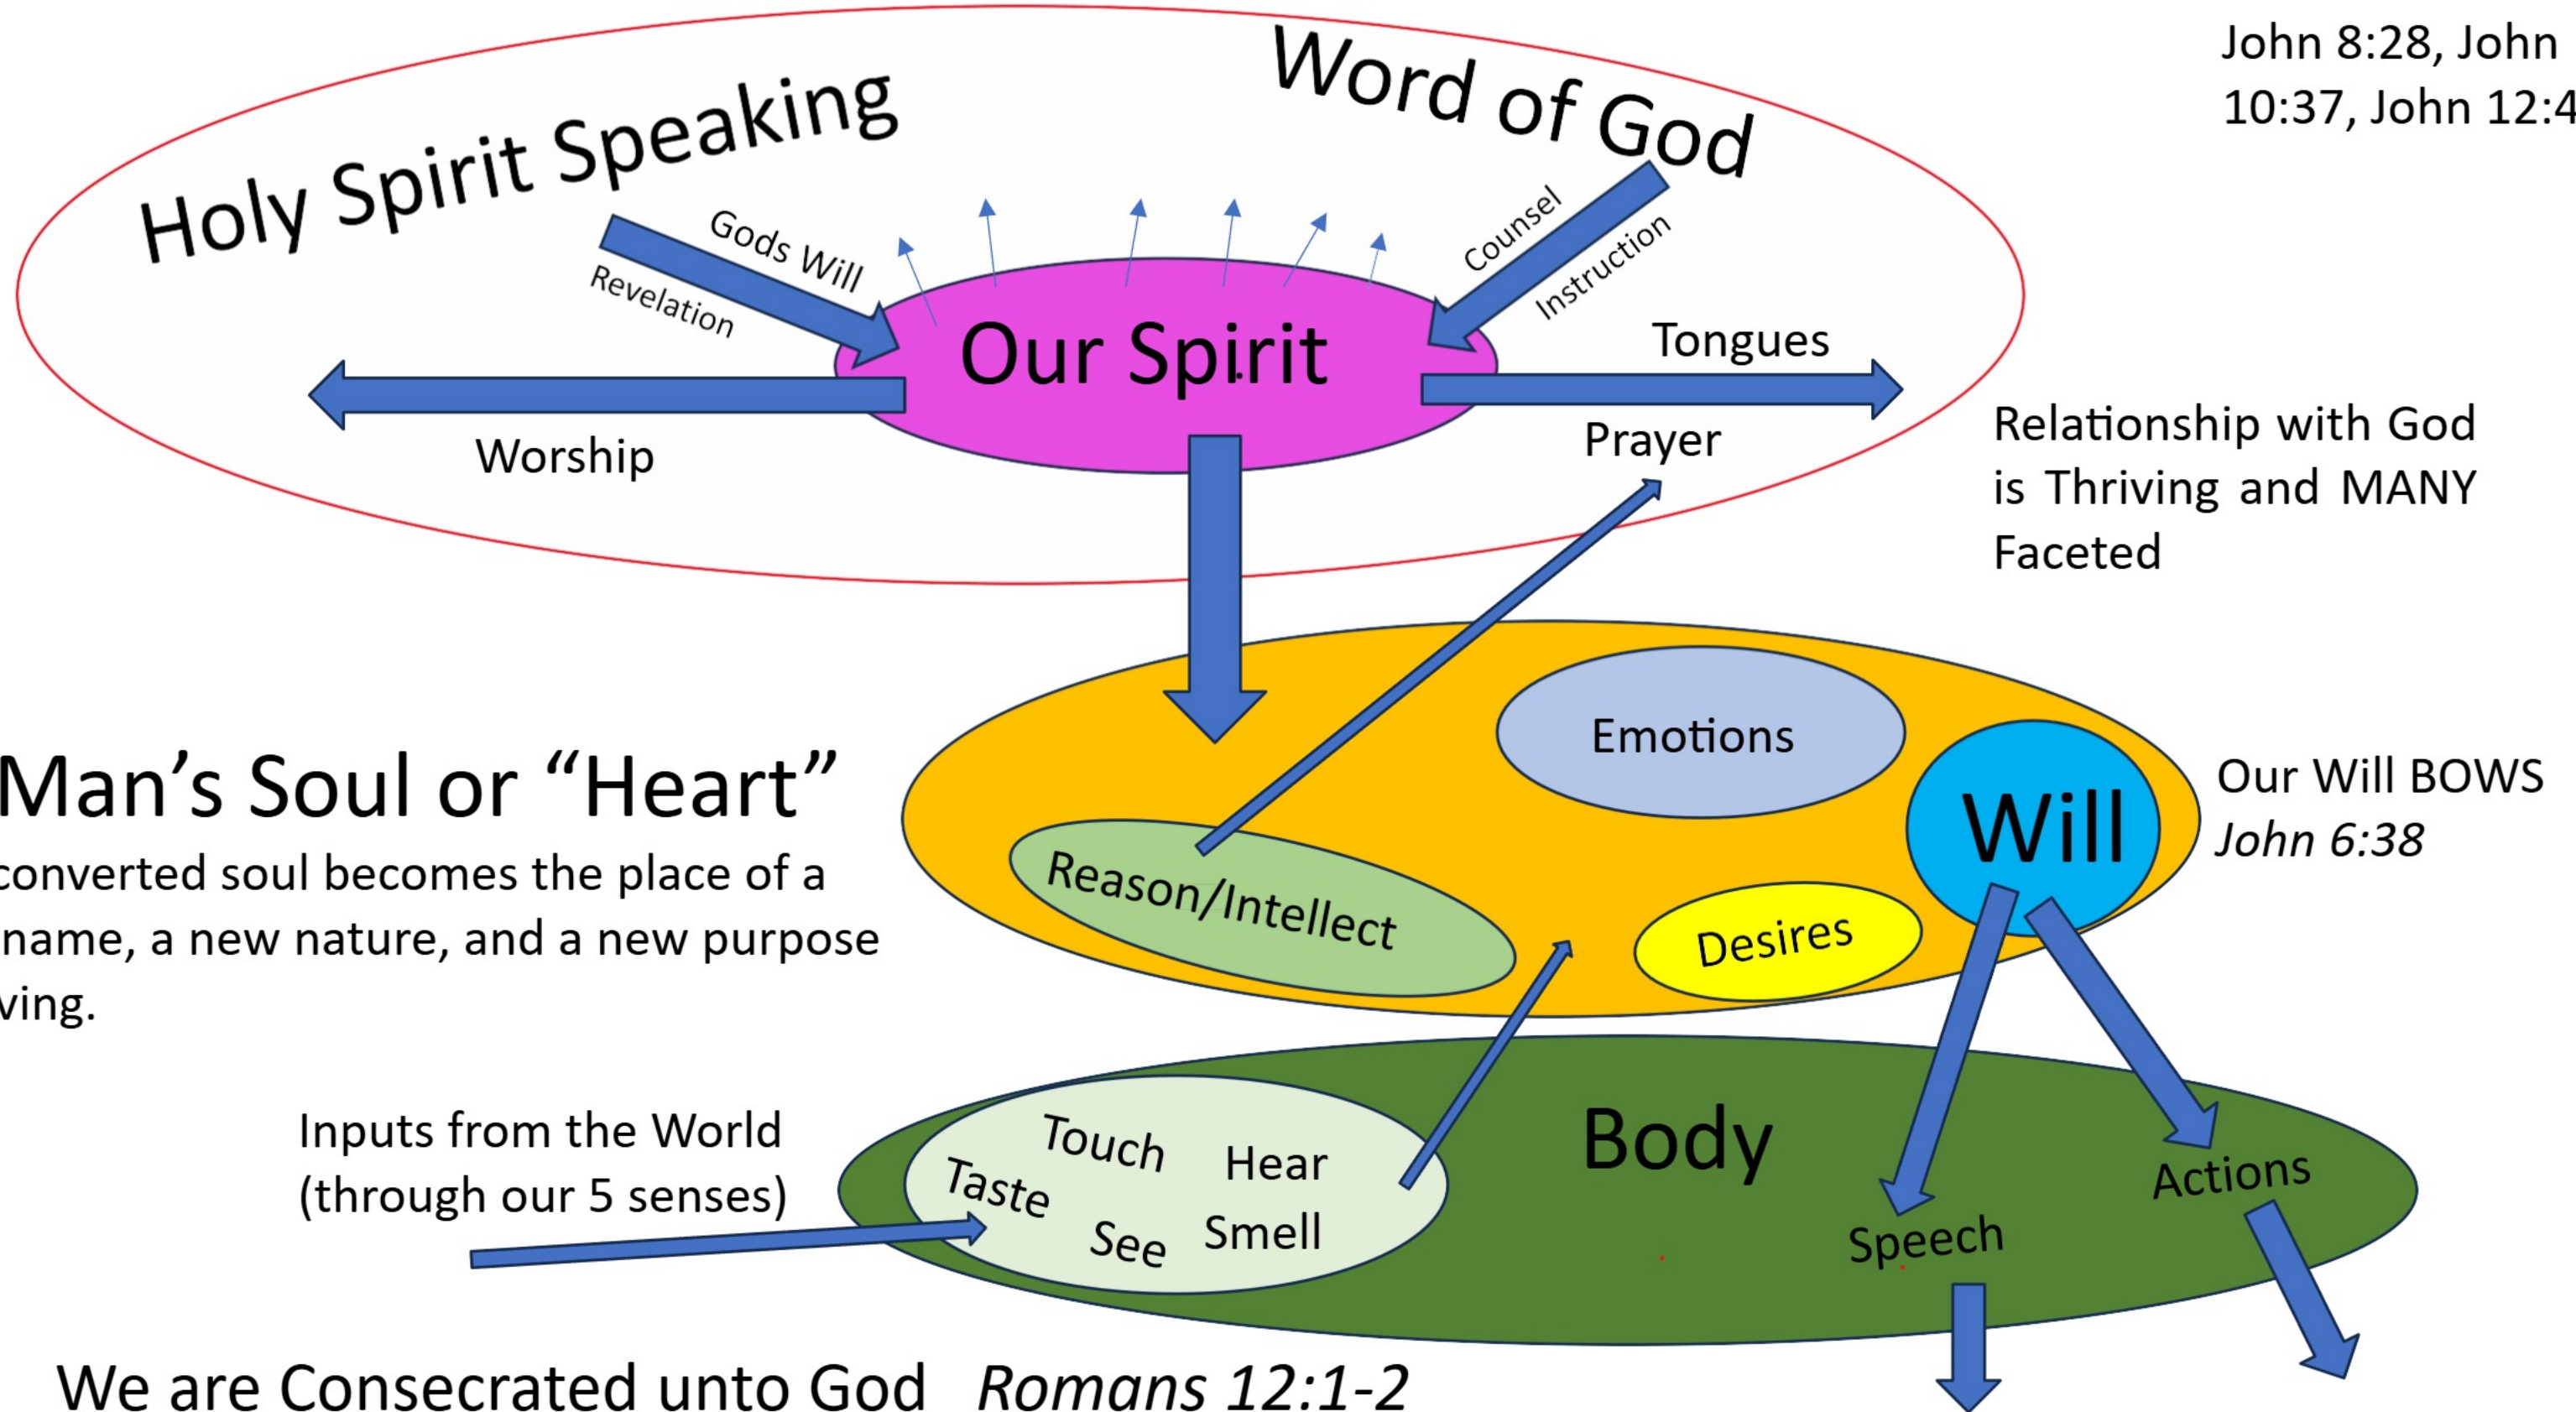 Holy Spirit Speaking
Word of God
John 8:28, John
10:37, John 12:4
Gods Will
Revelation
Counsel
Instruction
Our Spirit
Tongues
Prayer
Worship
Relationship with God
is Thriving and MANY
Faceted
Man’s Soul or “Heart”
converted soul becomes the place of a
name, a new nature, and a new purpose
ving.
Emotions
Will
Reason/Intellect
Desires
Our Will BOWS
John 6:38
Inputs from the World
(through our 5 senses)
Touch
Hear
Taste
See
Smell
Body
Speech
Actions
We are Consecrated unto God Romans 12:1-2